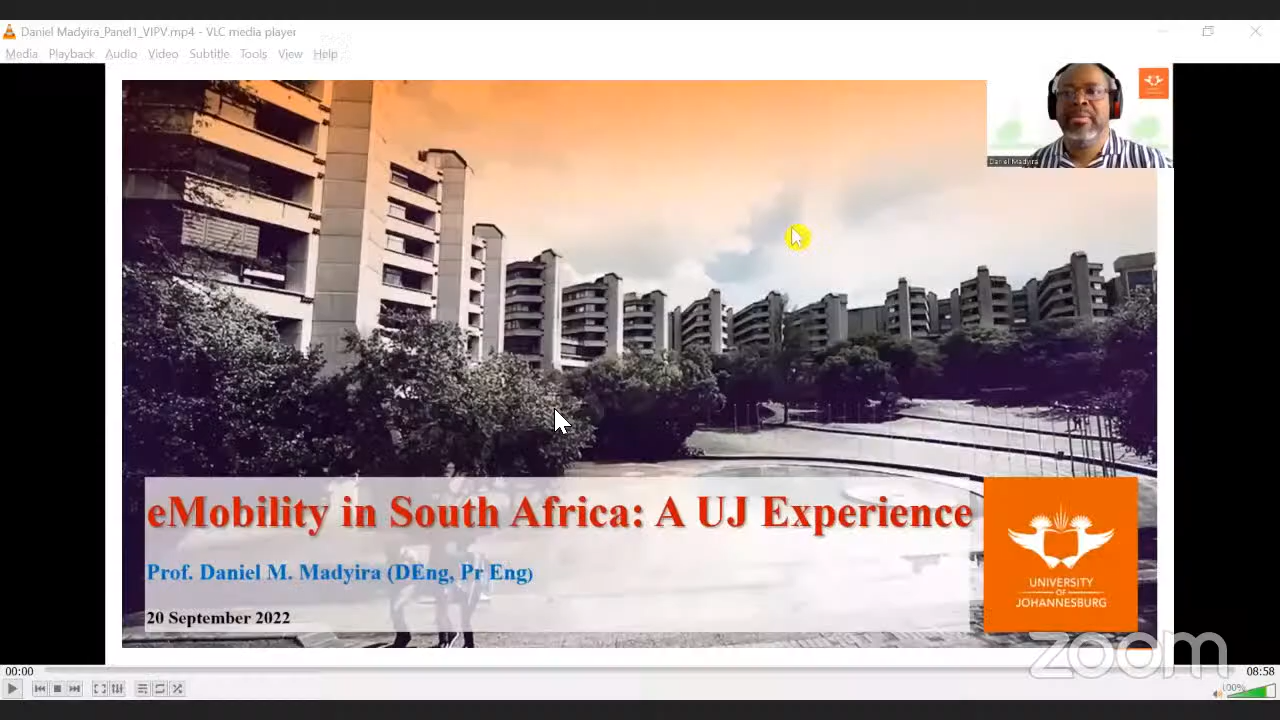 Daniel Madyira_Panel1_VIPV.mp4 - VLC media player
Media Playback Audio Video Subtitle Tools View Help
Daniel Madyira
eMobility in South Africa: A UJ Experience
Prof. Daniel M. Madyira (DEng, Pr Eng)
20 September 2022
UNIVERSITY
OF
JOHANNESBURG
zoom
00:00
08:58
100%